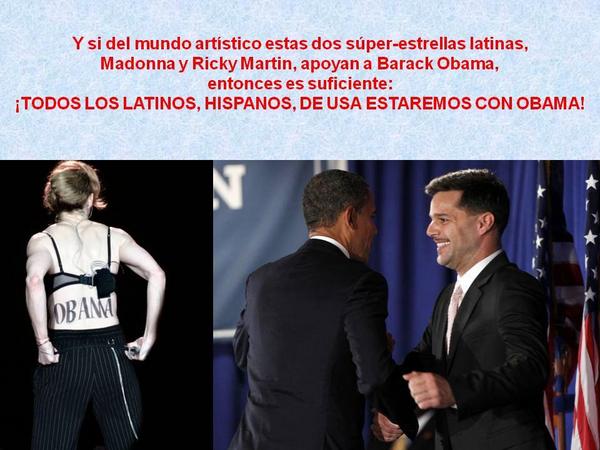 Y si del mundo artístico estas dos súper-estrellas latinas,
Madonna y Ricky Martin, apoyan a Barack Obama,
entonces es suficiente:
¡TODOS LOS LATINOS, HISPANOS, DE USA ESTAREMOS CON OBAMA!
OBAMA
N